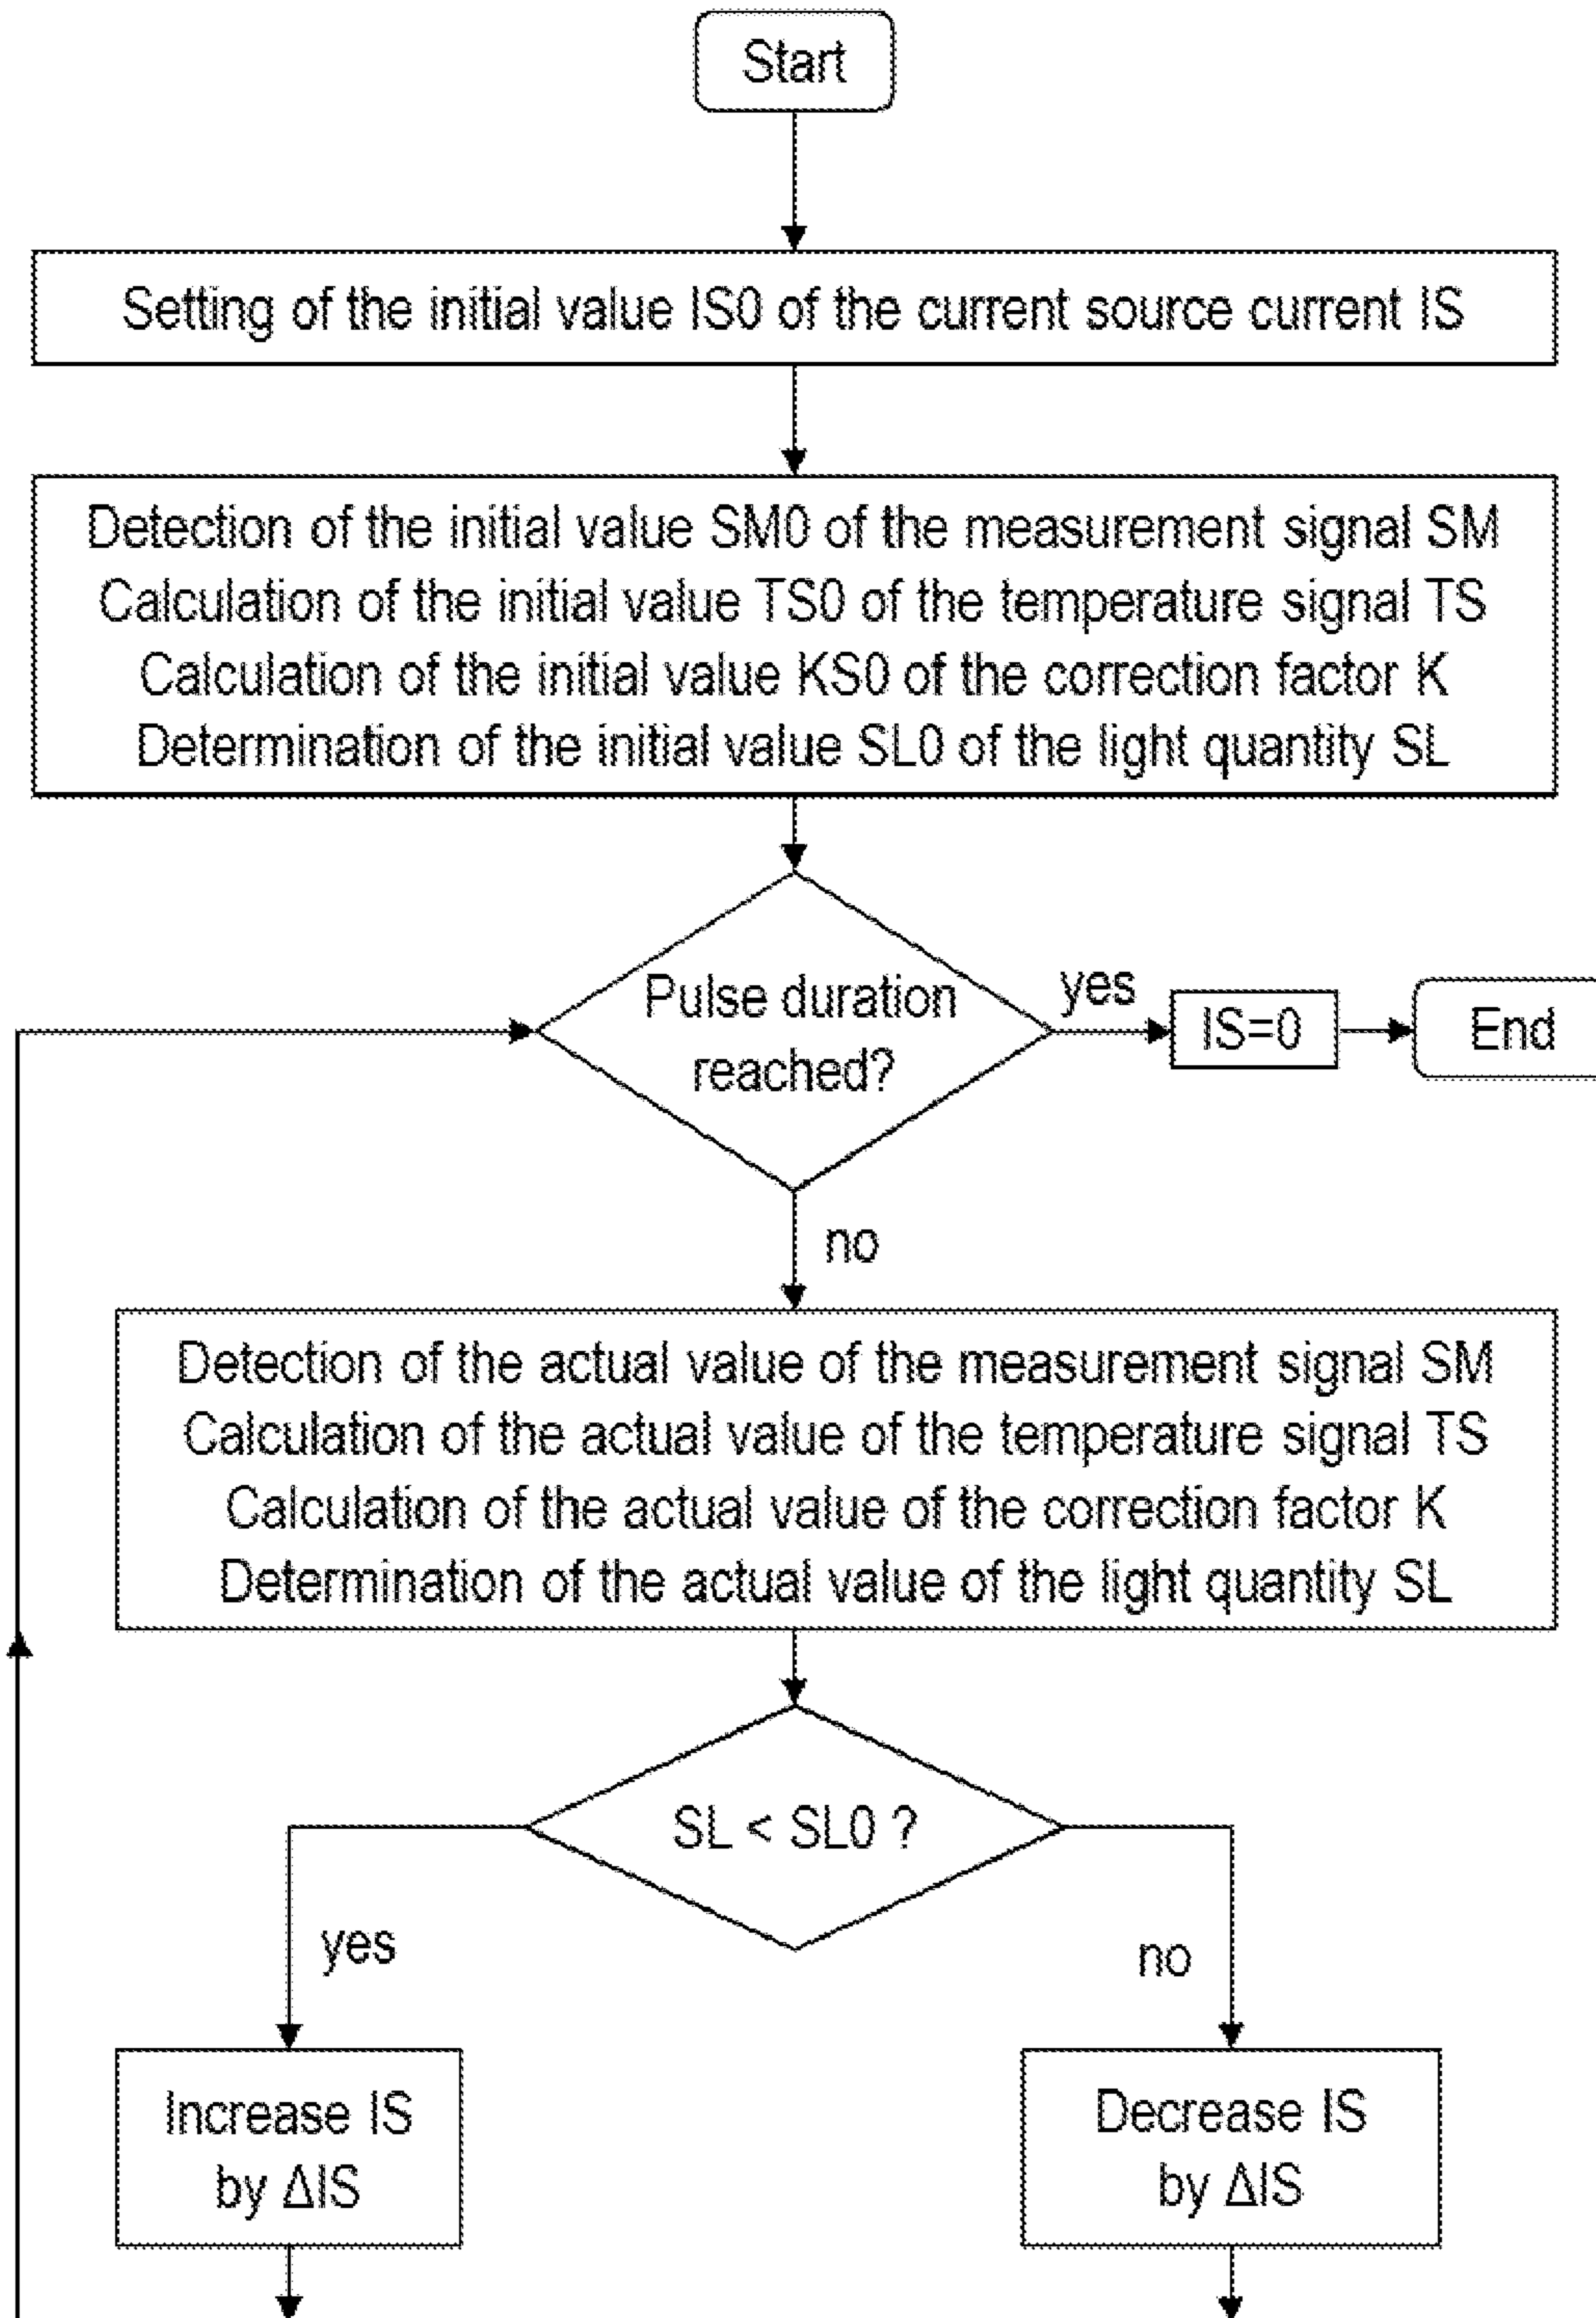 Start
Setting of the initial value IS0 of the current source current IS
Detection of the initial value SM0 of the measurement signal SM
Calculation of the initial value TS0 of the temperature signal TS
Calculation of the initial value KS0 of the correction factor K
Determination of the initial value SL0 of the light quantity SL
Pulse duration
reached?
yes
IS=0
End
no
Detection of the actual value of the measurement signal SM
Calculation of the actual value of the temperature signal TS
Calculation of the actual value of the correction factor K
Determination of the actual value of the light quantity SL
SL < SL0 ?
yes
no
Increase IS
by ΔIS
Decrease IS
by ΔIS